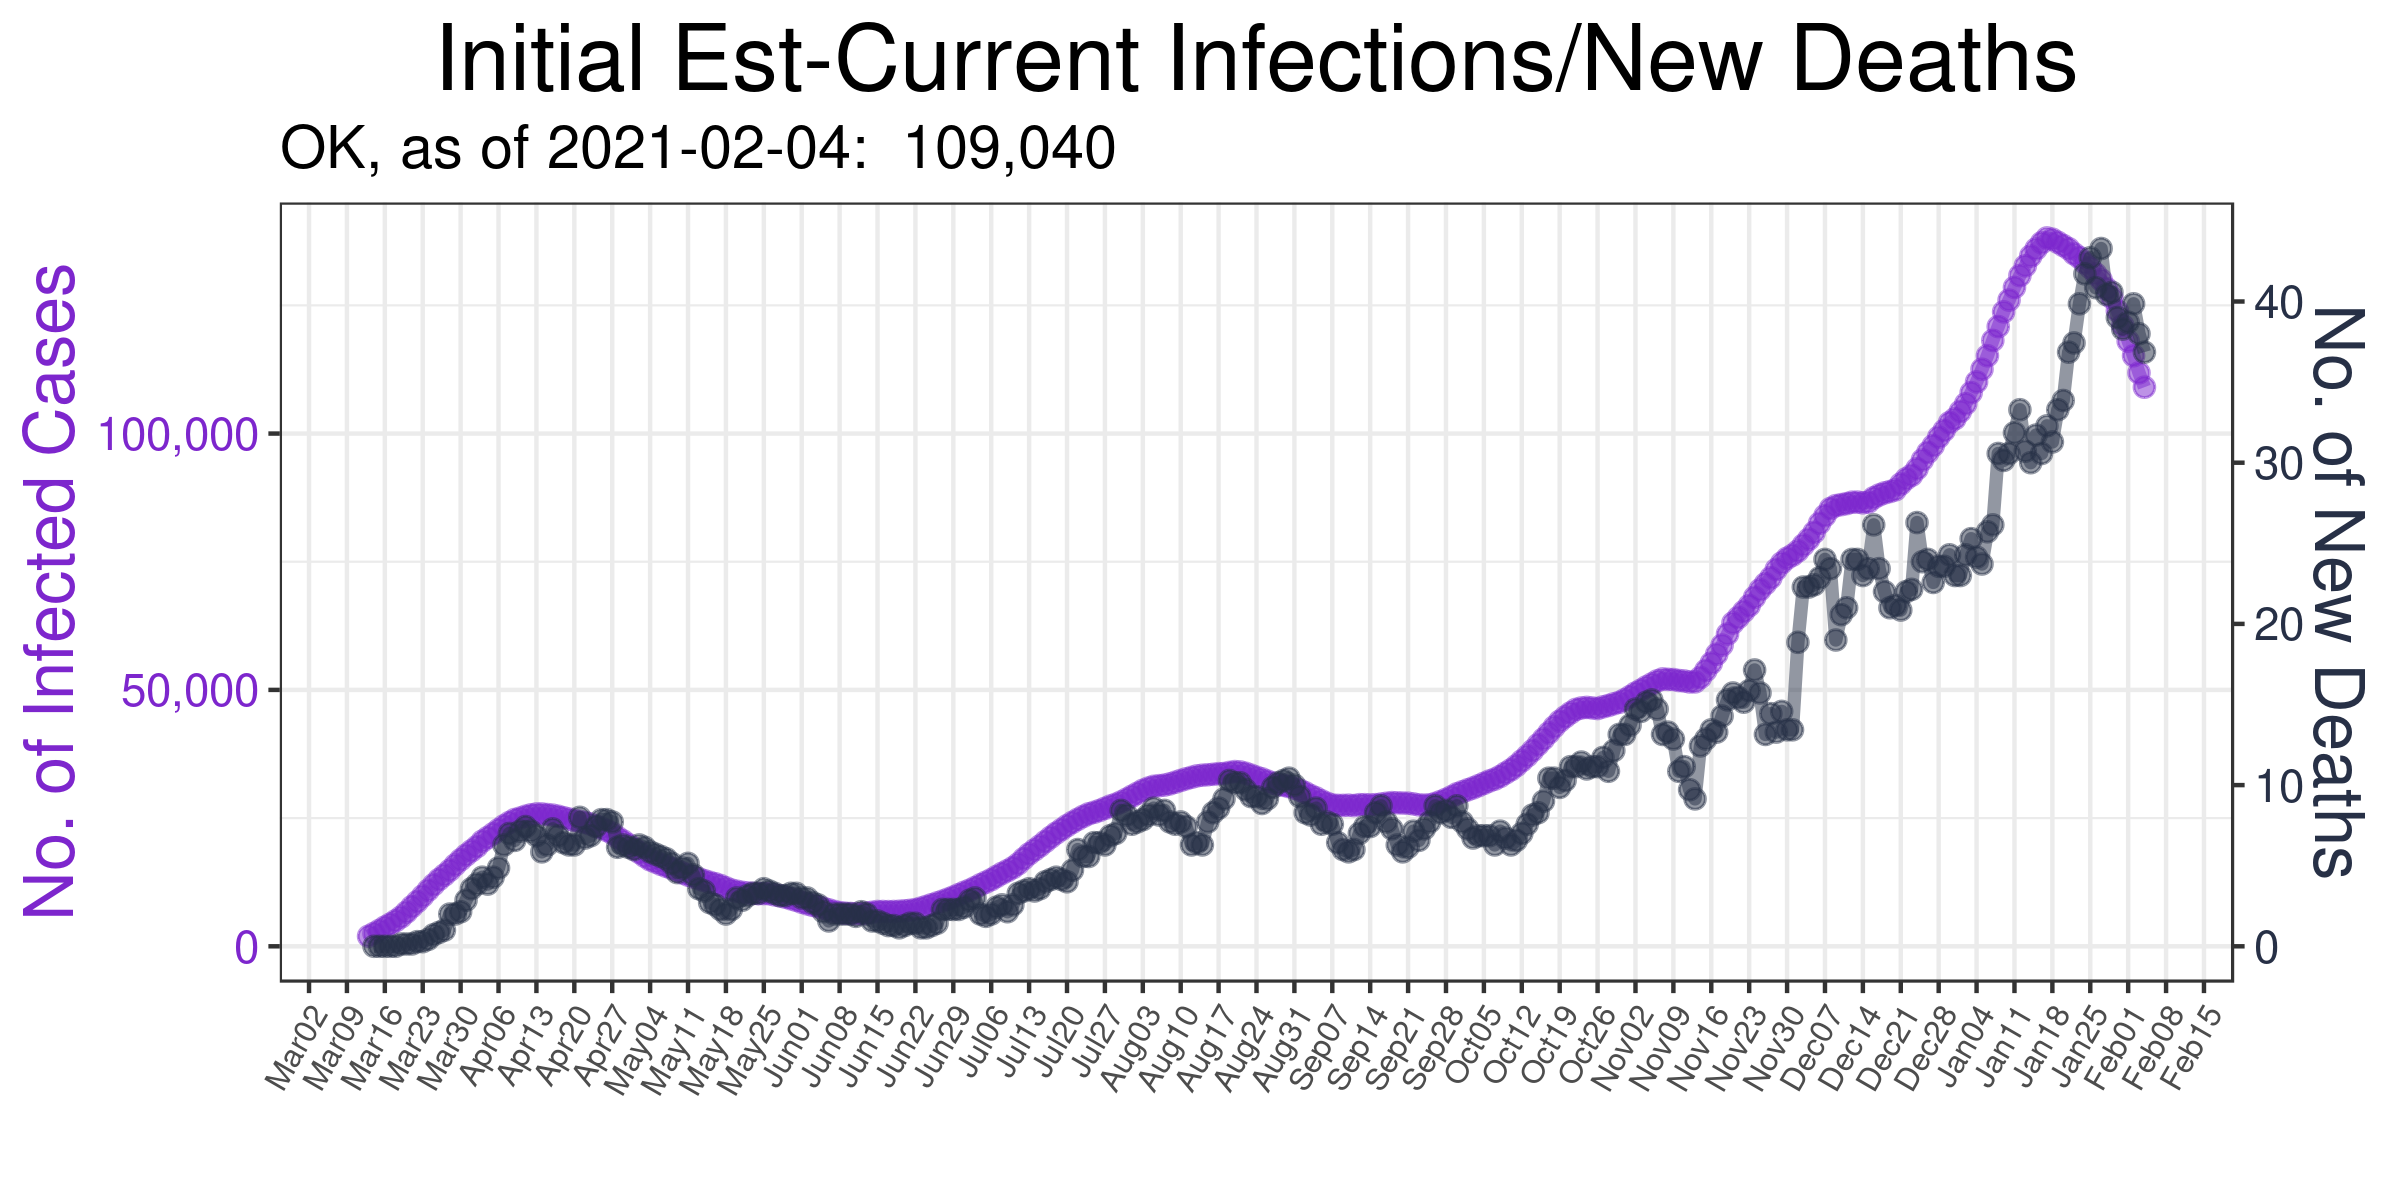 Initial Est-Current Infections/New Deaths
OK, as of 2021-02-04:  109,040
No. of Infected Cases
100,000
50,000
0
40
30
20
10
0
No. of New Deaths
Mar02
Mar09
Mar16
Mar23
Mar30
Apr06
Apr13
Apr20
Apr27
May04
May11
May18
May25
Jun01
Jun08
Jun15
Jun22
Jun29
Jul06
Jul13
Jul20
Jul27
Aug03
Aug10
Aug17
Aug24
Aug31
Sep07
Sep14
Sep21
Sep28
Oct05
Oct12
Oct19
Oct26
Nov02
Nov09
Nov16
Nov23
Nov30
Dec07
Dec14
Dec21
Dec28
Jan04
Jan11
Jan18
Jan25
Feb01
Feb08
Feb15